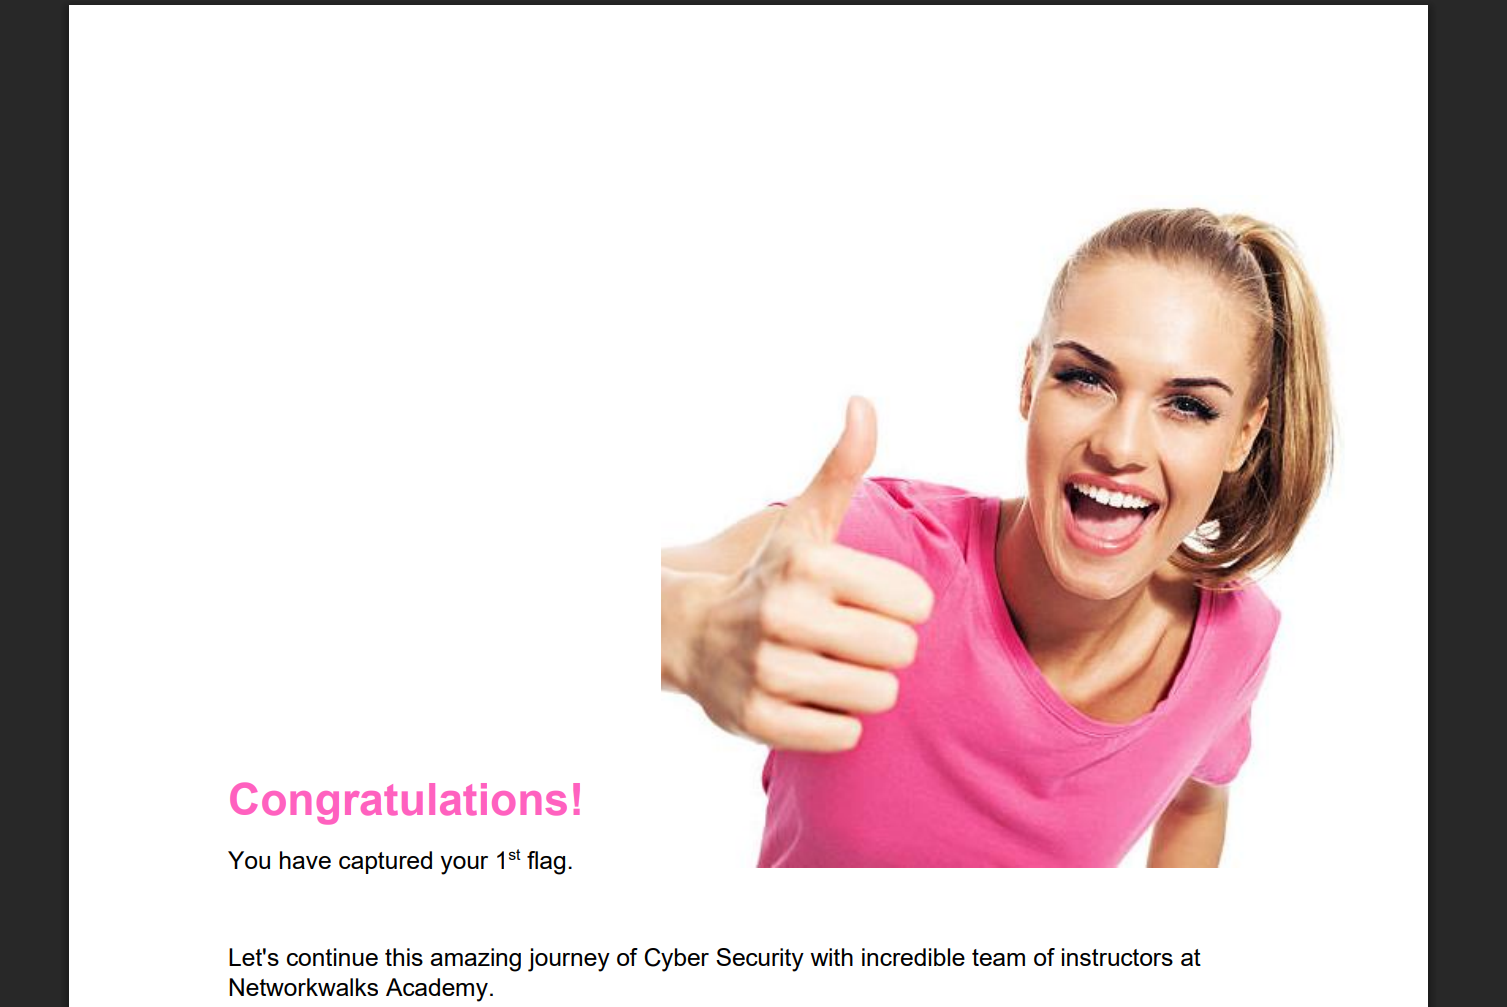 Congratulations!
You have captured your 1st flag.
Let's continue this amazing journey of Cyber Security with incredible team of instructors at
Networkwalks Academy.